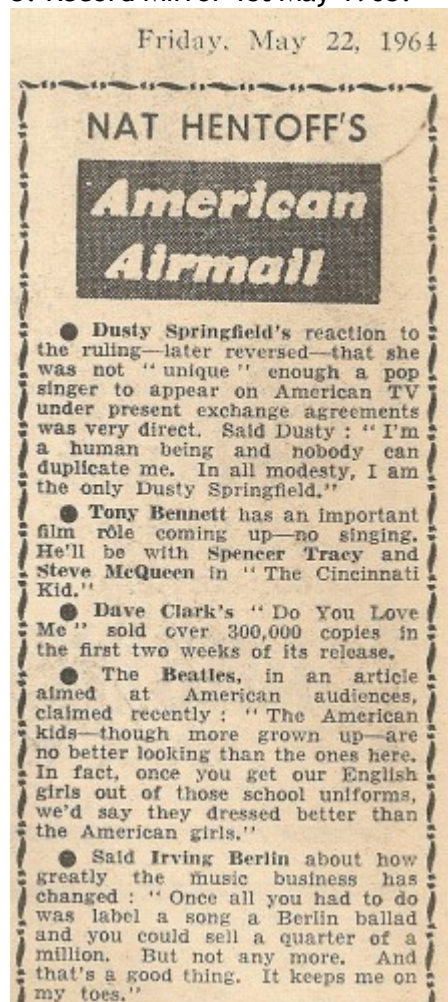 Friday, May 22, 1964
NAT HENTOFF'S
American
Airmail
● Dusty Springfield's reaction to
the ruling—later reversed—that she
was not "unique" enough a pop
singer to appear on American TV
under present exchange agreements
was very direct. Said Dusty : "I'm
a human being and nobody can
duplicate me. In all modesty, I am
the only Dusty Springfield."
● Tony Bennett has an important
film rôle coming up—no singing.
He'll be with Spencer Tracy and
Steve McQueen in "The Cincinnati
Kid."
● Dave Clark's "Do You Love
Me" sold over 300,000 copies in
the first two weeks of its release.
● The Beatles, in an article
aimed at American audiences,
claimed recently : "The American
kids—though more grown up—are
no better looking than the ones here.
In fact, once you get our English
girls out of those school uniforms,
we'd say they dressed better than
the American girls."
● Said Irving Berlin about how
greatly the music business has
changed : "Once all you had to do
was label a song a Berlin ballad
and you could sell a quarter of a
million. But not any more. And
that's a good thing. It keeps me on
my toes."